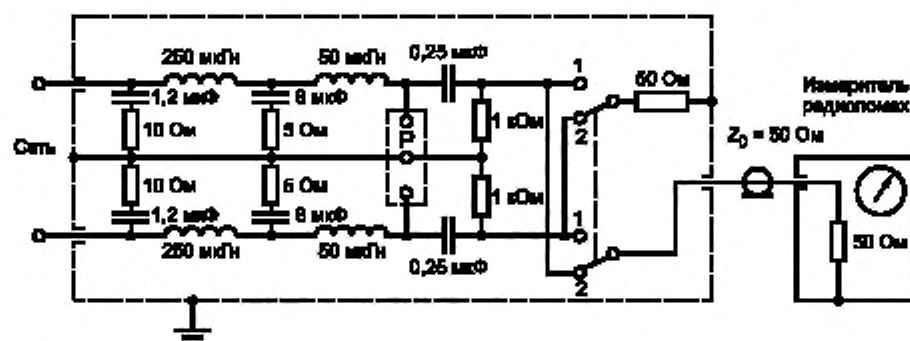 250 мкГн
50 мкГн
0,25 мкФ
1,2 мкФ
8 мкФ
10 Ом
5 Ом
1 кОм
Сеть
P
10 Ом
5 Ом
1 кОм
1,2 мкФ
8 мкФ
250 мкГн
50 мкГн
0,25 мкФ
1
2
50 Ом
1
2
Z0 = 50 Ом
Измеритель
радиопомех
50 Ом